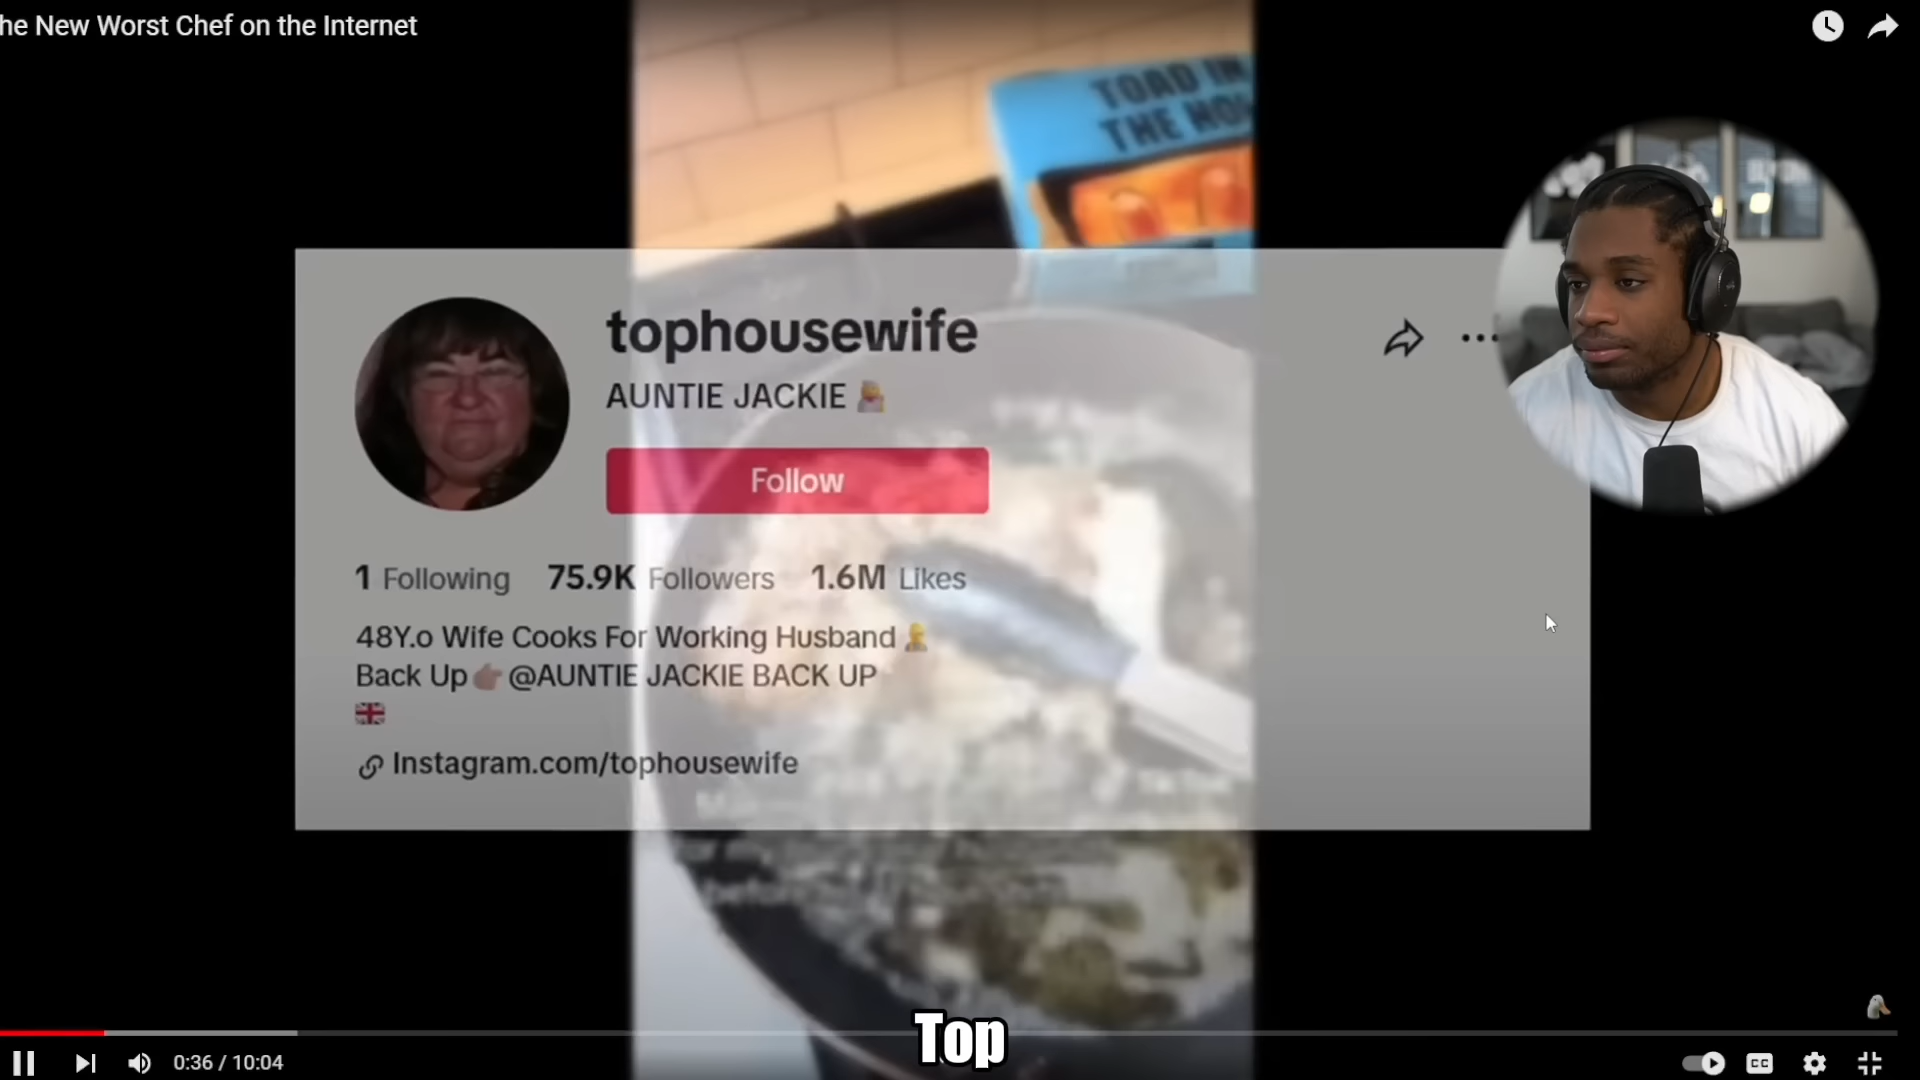 he New Worst Chef on the Internet
TOAD IN
THE HO
tophousewife
AUNTIE JACKIE
Follow
1 Following 75.9K Followers 1.6M Likes
48Y.o Wife Cooks For Working Husband
Back Up👉@AUNTIE JACKIE BACK UP
Instagram.com/tophousewife
before
Top
0:36 / 10:04
CC